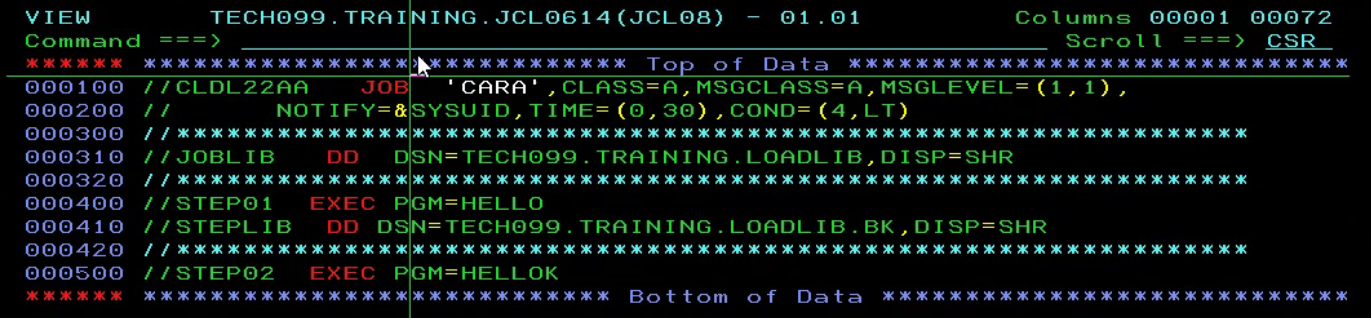 VIEW       TECH099.TRAINING.JCL0614(JCL08) - 01.01         Columns 00001 00072
Command ===>                                                  Scroll ===> CSR
****** ***************************** Top of Data ******************************
000100 //CLDL22AA   JOB  'CARA',CLASS=A,MSGCLASS=A,MSGLEVEL=(1,1),
000200 //      NOTIFY=&SYSUID,TIME=(0,30),COND=(4,LT)
000300 //*****************************************************************
000310 //JOBLIB   DD  DSN=TECH099.TRAINING.LOADLIB,DISP=SHR
000320 //*****************************************************************
000400 //STEP01  EXEC PGM=HELLO
000410 //STEPLIB  DD DSN=TECH099.TRAINING.LOADLIB.BK,DISP=SHR
000420 //*****************************************************************
000500 //STEP02  EXEC PGM=HELLOK
****** **************************** Bottom of Data ****************************